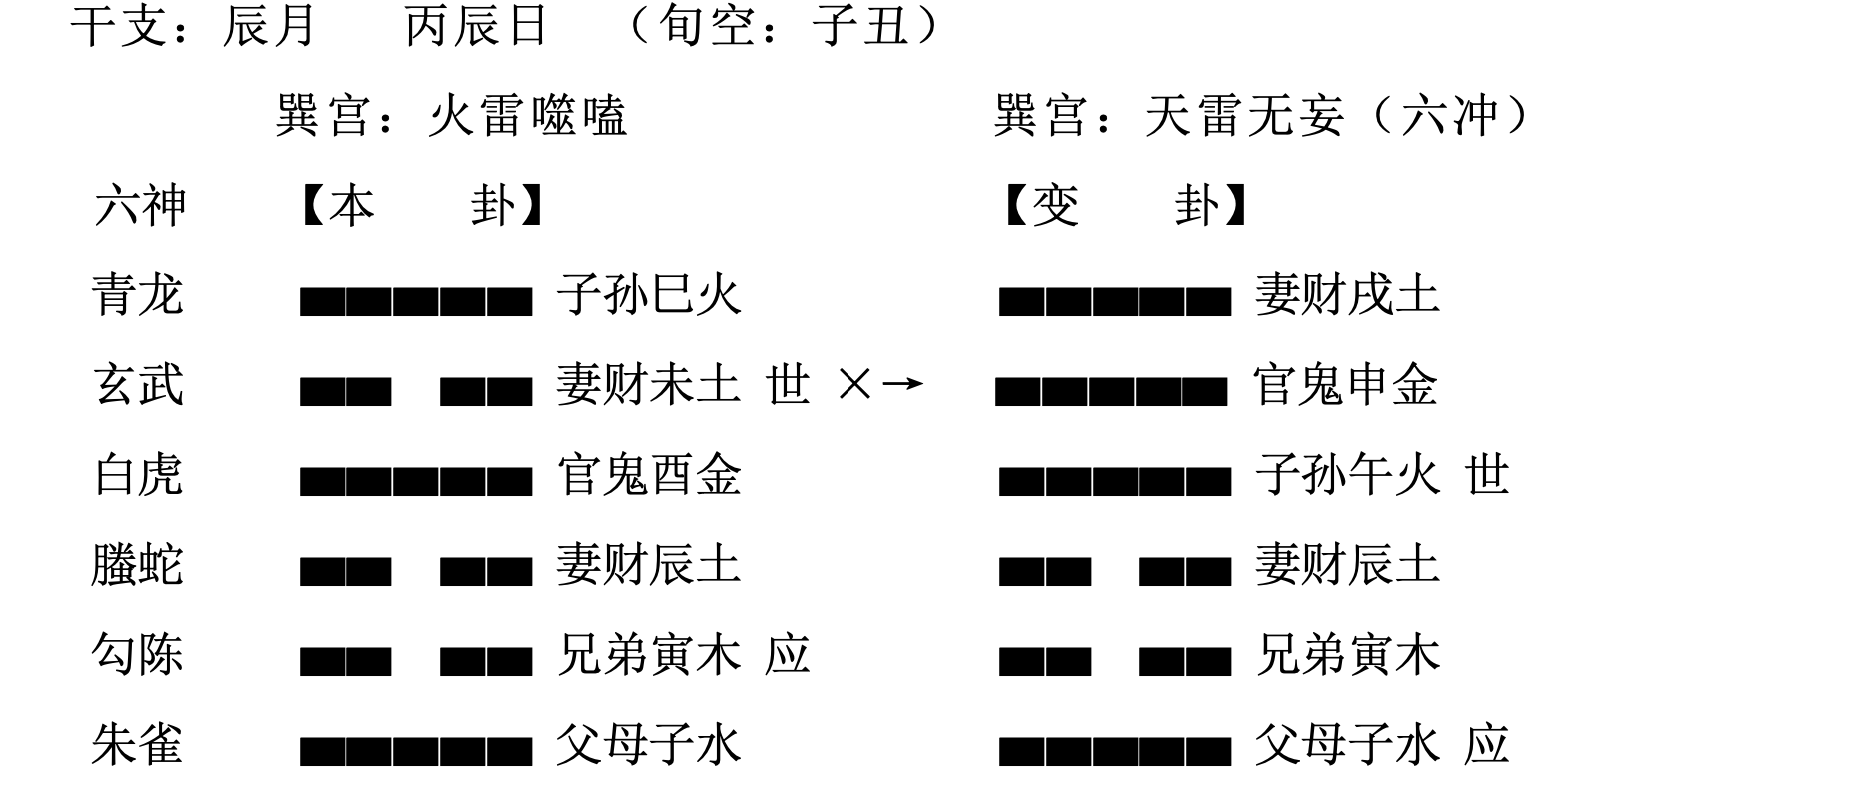 干支：辰月 丙辰日 （旬空：子丑）
巽宫：火雷噬嗑 巽宫：天雷无妄（六冲）
六神 【本 卦】 【变 卦】
青龙 子孙巳火 妻财戌土
玄武 妻财未土 世 ×→ 官鬼申金
白虎 官鬼酉金 子孙午火 世
螣蛇 妻财辰土 妻财辰土
勾陈 兄弟寅木 应 兄弟寅木
朱雀 父母子水 父母子水 应